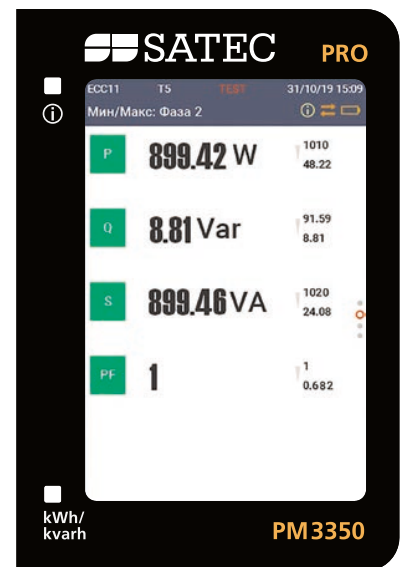 SATEC
PRO
ECC11 T5 TEST 31/10/19 15:09
Мин/Макс: Фаза 2
P 899.42 W 1010
48.22
Q 8.81 Var 91.59
8.81
S 899.46 VA 1020
24.08
PF 1 1
0.682
kWh/
kvarh
PM3350